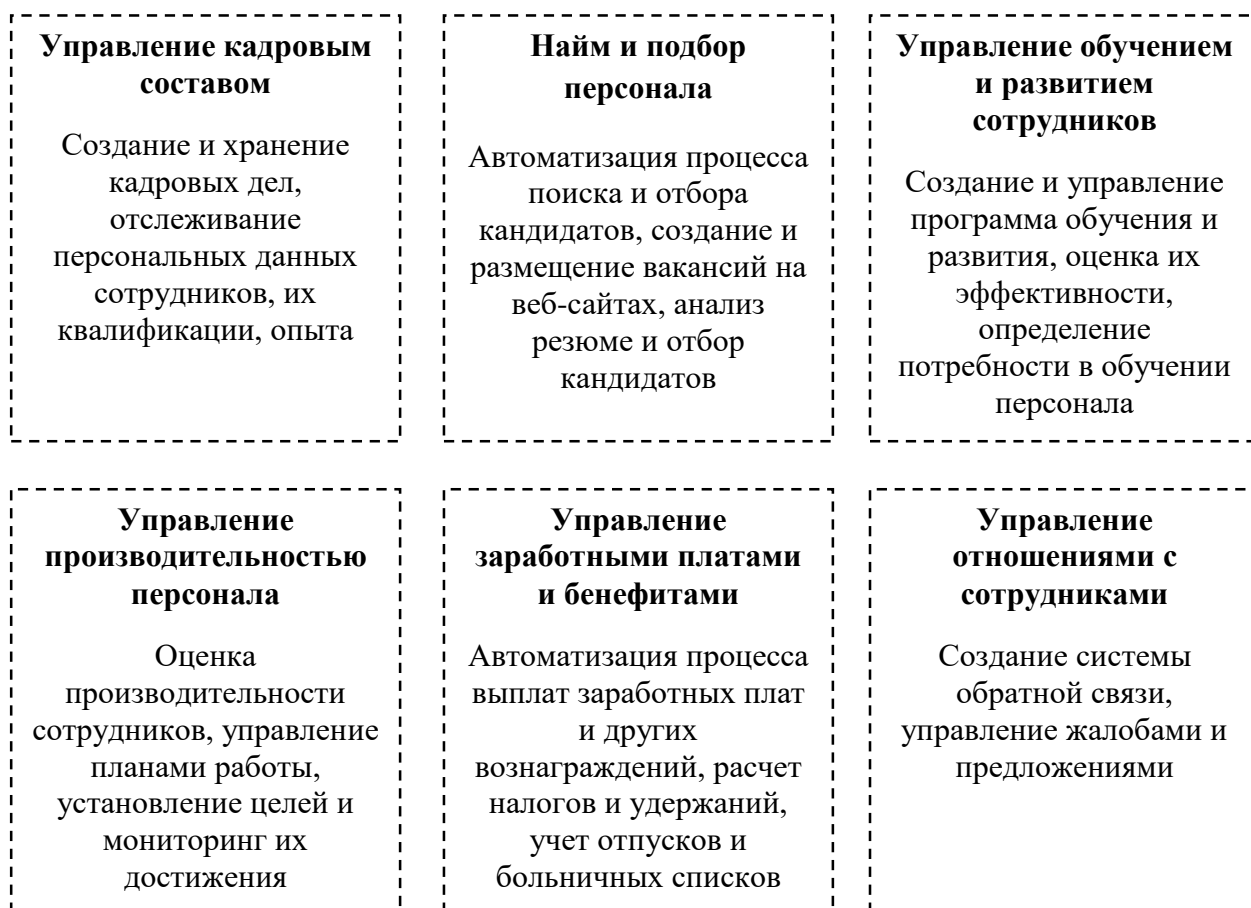 Управление кадровым
составом
Создание и хранение
кадровых дел,
отслеживание
персональных данных
сотрудников, их
квалификации, опыта
Найм и подбор
персонала
Автоматизация процесса
поиска и отбора
кандидатов, создание и
размещение вакансий на
веб-сайтах, анализ
резюме и отбор
кандидатов
Управление обучением
и развитием
сотрудников
Создание и управление
программа обучения и
развития, оценка их
эффективности,
определение
потребности в обучении
персонала
Управление
производительностью
персонала
Оценка
производительности
сотрудников, управление
планами работы,
установление целей и
мониторинг их
достижения
Управление
заработными платами
и бенефитами
Автоматизация процесса
выплат заработных плат
и других
вознаграждений, расчет
налогов и удержаний,
учет отпусков и
больничных списков
Управление
отношениями с
сотрудниками
Создание системы
обратной связи,
управление жалобами и
предложениями